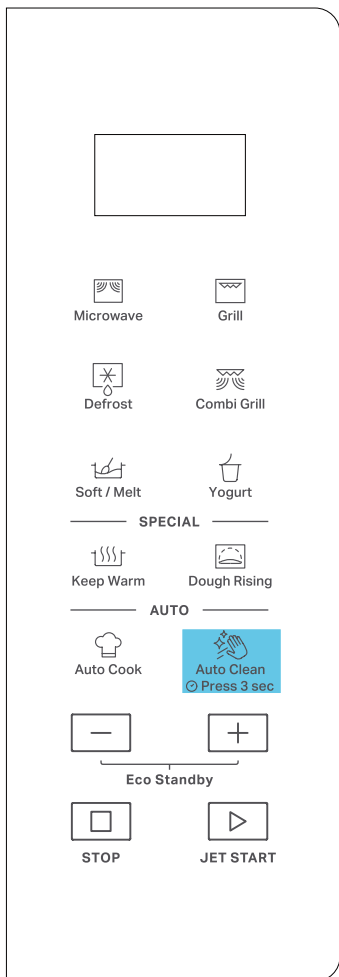 Microwave Grill
Defrost Combi Grill
Soft / Melt Yogurt
SPECIAL
Keep Warm Dough Rising
AUTO
Auto Cook Auto Clean
Press 3 sec
Eco Standby
STOP JET START